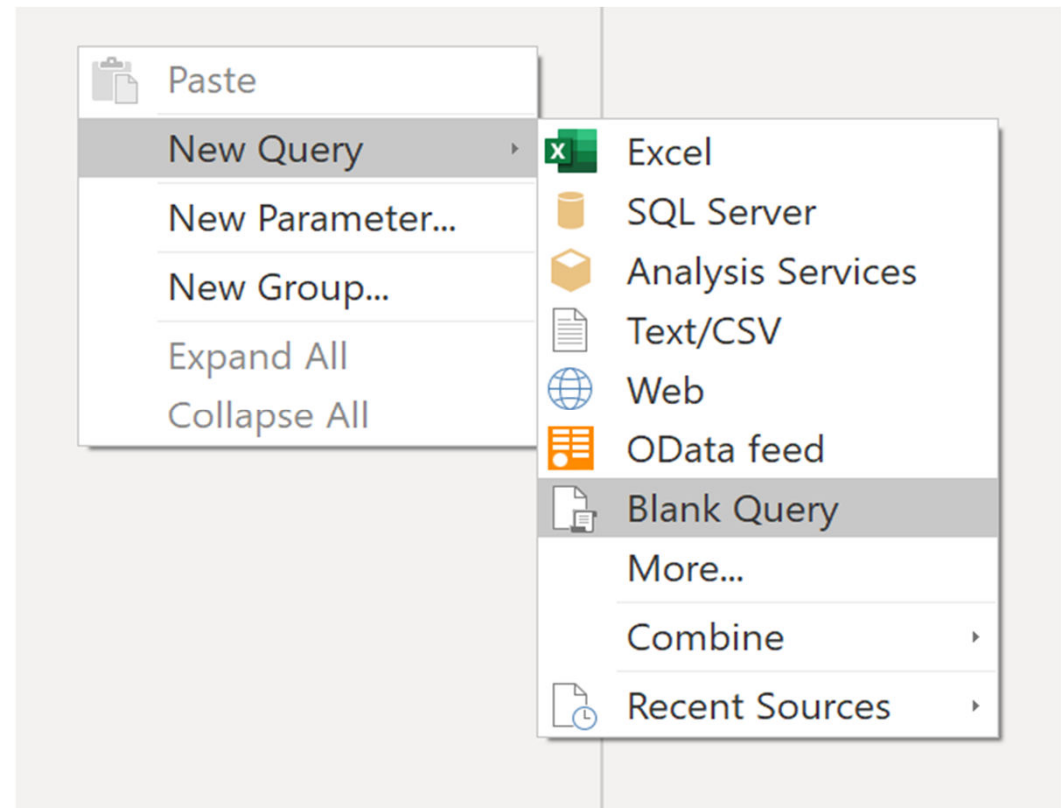 Paste
New Query
New Parameter...
New Group...
Expand All
Collapse All
Excel
SQL Server
Analysis Services
Text/CSV
Web
OData feed
Blank Query
More...
Combine
Recent Sources